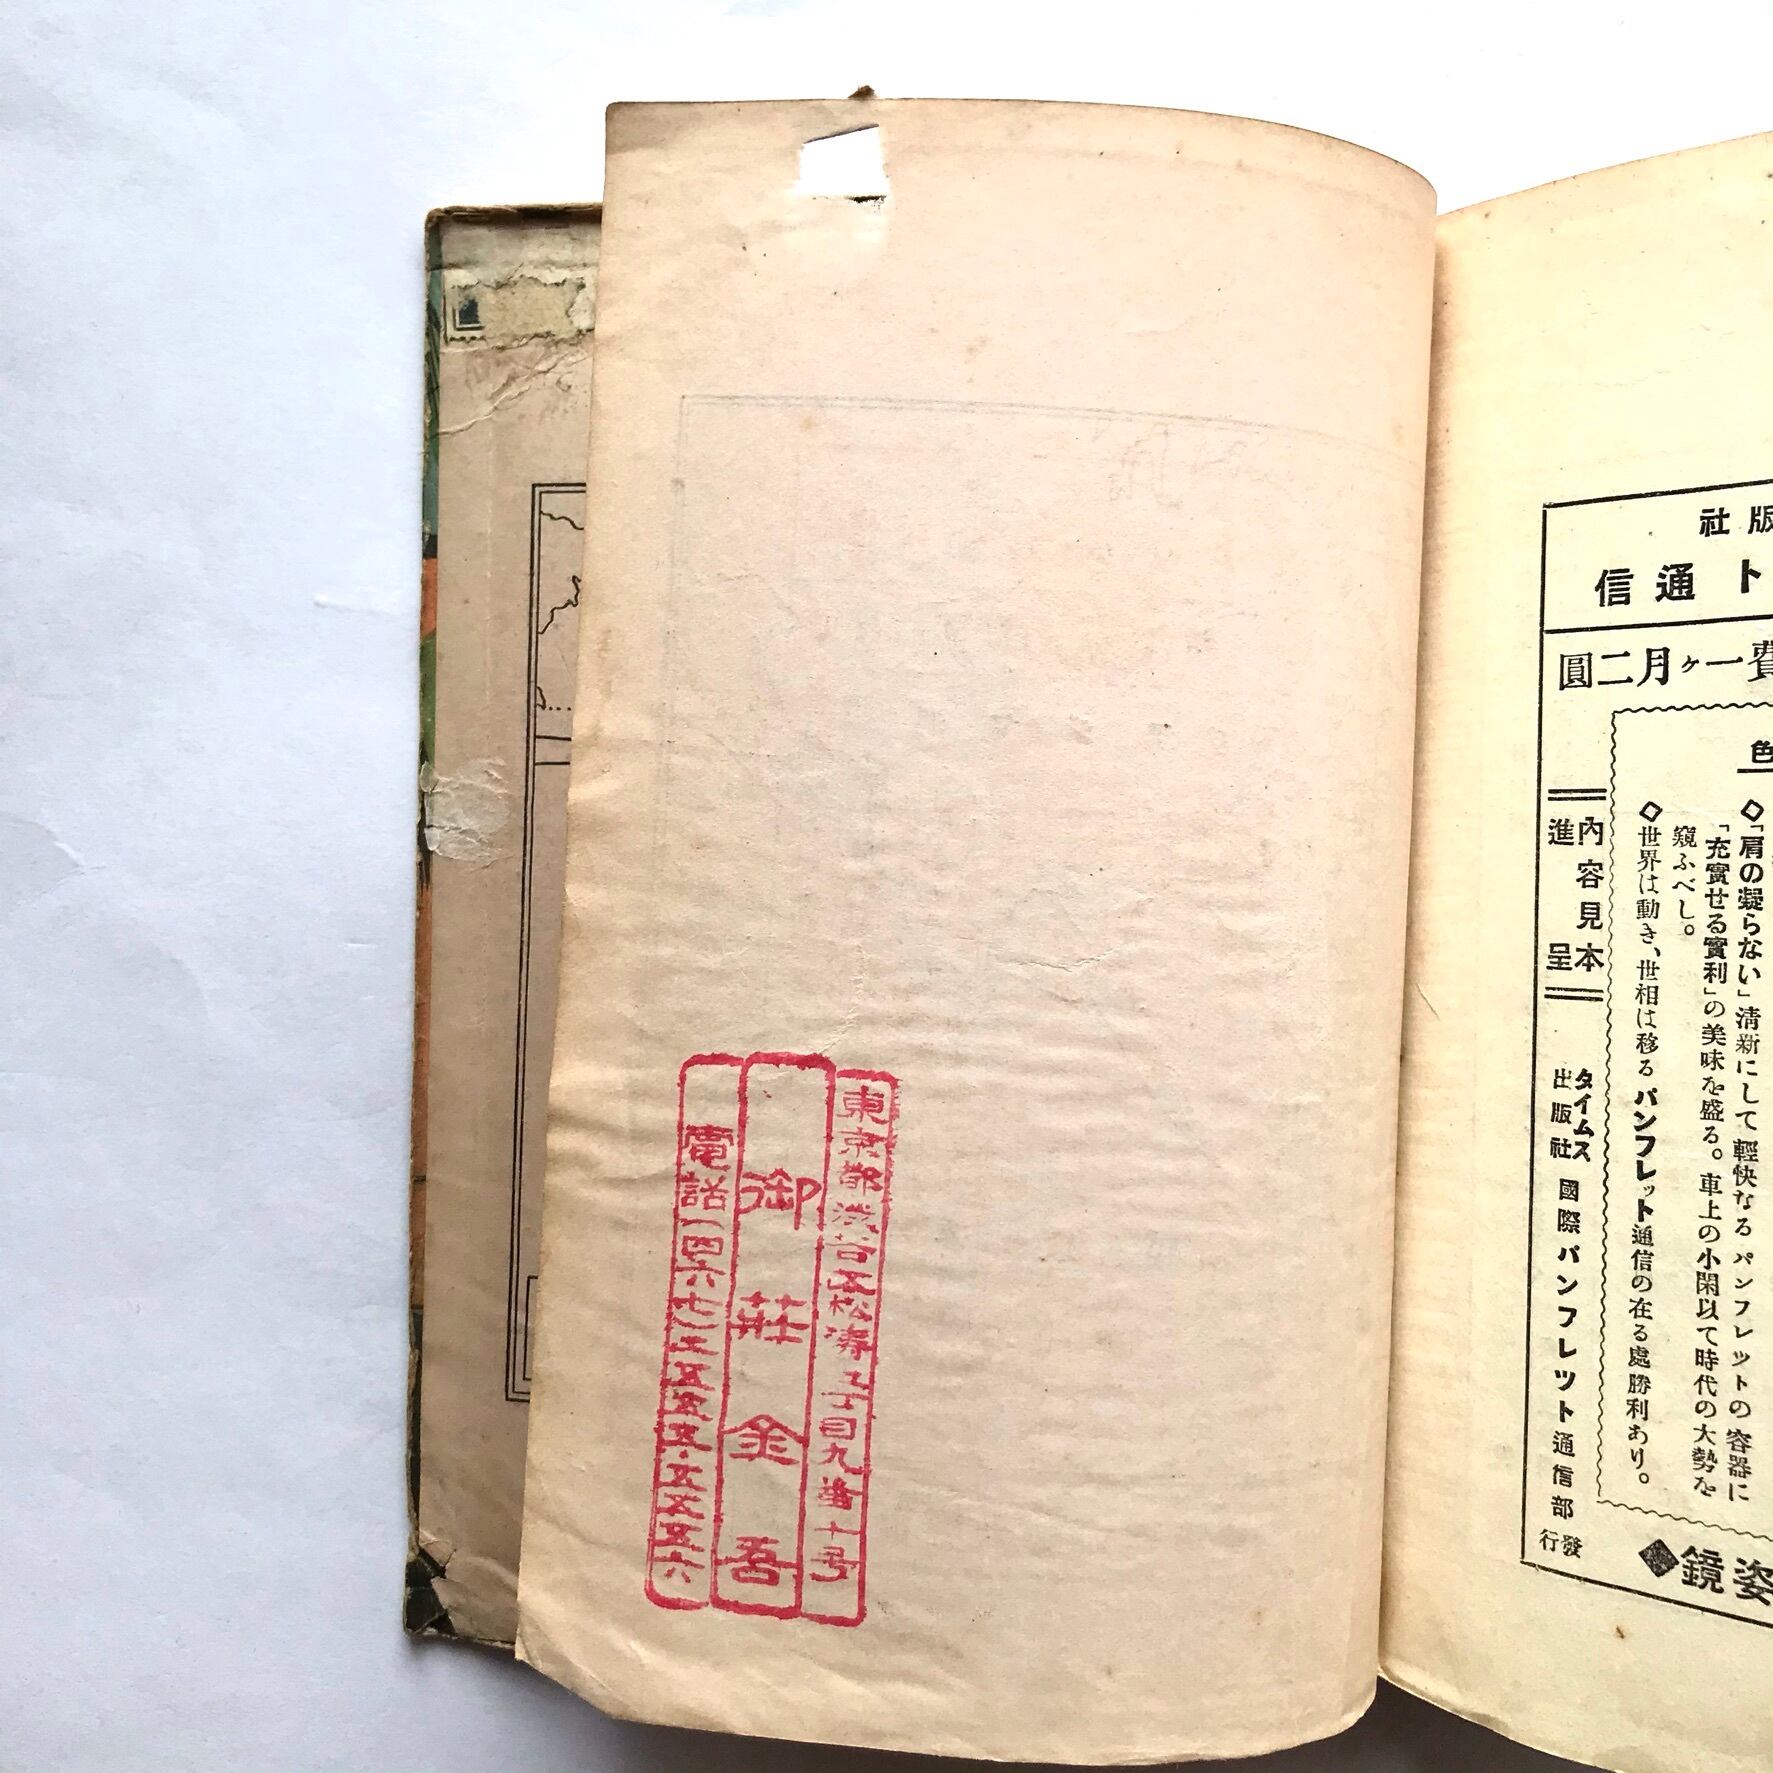 版社
ト通信
費一ヶ月二圓
色
◇「肩の凝らない」清新にして輕快なるパンフレットの容器に
「充實せる實利」の美味を盛る。車上の小閑以て時代の大勢を
窺ふべし。
◇世界は動き、世相は移るパンフレット通信の在る處勝利あり。
內容見本
進呈
タイムス
出版社
國際パンフレット通信部
發行
姿鏡◆
東京都渋谷区松涛二丁目九番十号
御莊金吾
電話(四六七)三五五五・五五五六